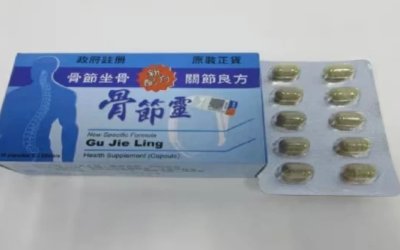 政府註册 原裝正貨
骨節坐骨 新配方 關節良方
骨節靈
New Specific Formula
Gu Jie Ling
Health Supplement (Capsule)